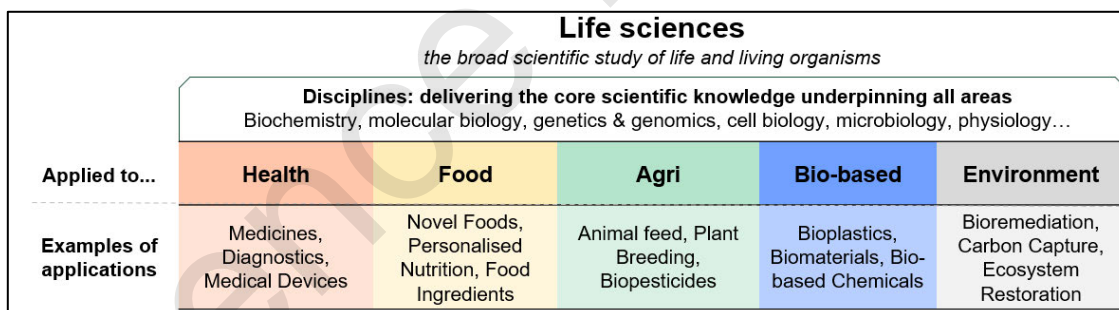 Life sciences
the broad scientific study of life and living organisms
Disciplines: delivering the core scientific knowledge underpinning all areas
Biochemistry, molecular biology, genetics & genomics, cell biology, microbiology, physiology…
Applied to...
Health
Food
Agri
Bio-based
Environment
Examples of
applications
Medicines,
Diagnostics,
Medical Devices
Novel Foods,
Personalised
Nutrition, Food
Ingredients
Animal feed, Plant
Breeding,
Biopesticides
Bioplastics,
Biomaterials, Bio-
based Chemicals
Bioremediation,
Carbon Capture,
Ecosystem
Restoration